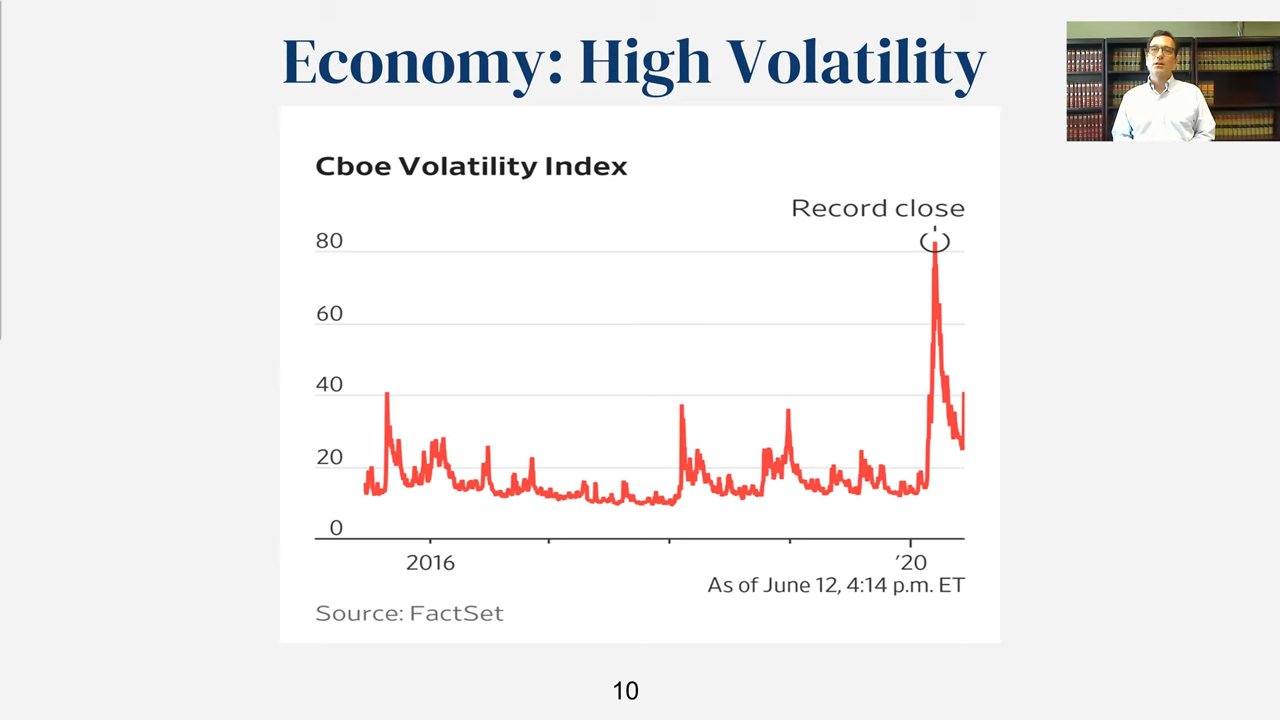 Economy: High Volatility
Cboe Volatility Index
Record close
80
60
40
20
0
2016
’20
As of June 12, 4:14 p.m. ET
Source: FactSet
10